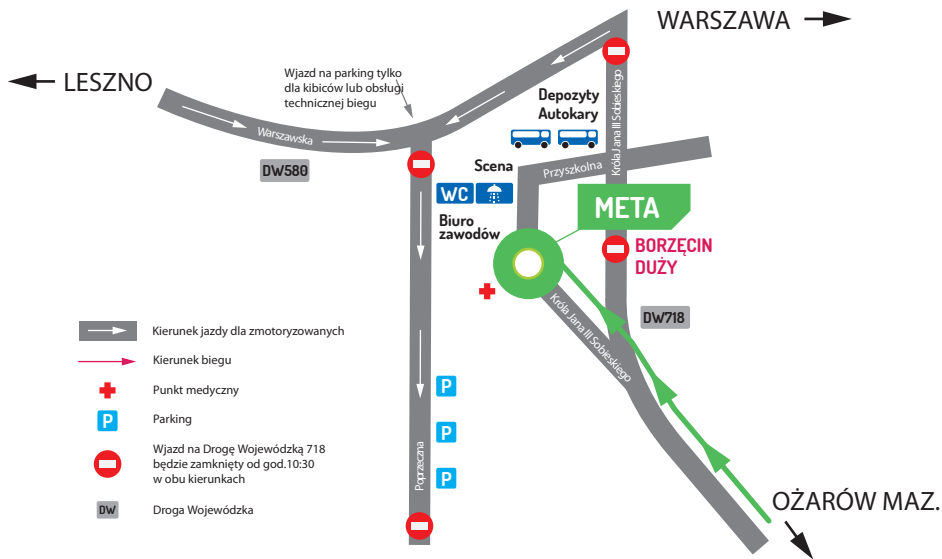 WARSZAWA
LESZNO
Wjazd na parking tylko
dla kibiców lub obsługi
technicznej biegu
Depozyty
Autokary
Króla Jana III Sobieskiego
Warszawska
DW580
Scena
Przyszkolna
WC
META
Biuro
zawodów
BORZĘCIN
DUŻY
DW718
Króla Jana III Sobieskiego
Kierunek jazdy dla zmotoryzowanych
Kierunek biegu
Punkt medyczny
P
Parking
P
P
P
Wjazd na Drogę Wojewódzką 718
będzie zamknięty od god.10:30
w obu kierunkach
Poprzeczna
DW
Droga Wojewódzka
OŻARÓW MAZ.